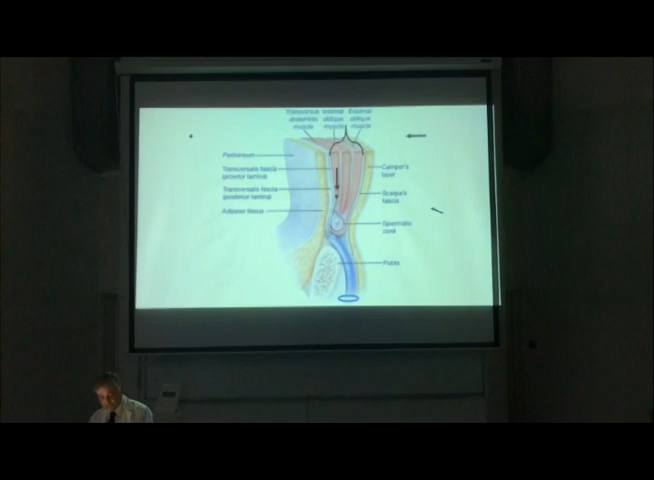 Transversus
abdominis
muscle
Internal
oblique
muscle
External
oblique
muscle
Peritoneum
Transversalis fascia
(anterior lamina)
Transversalis fascia
(posterior lamina)
Adipose tissue
Camper's
layer
Scarpa's
fascia
Spermatic
cord
Pubis